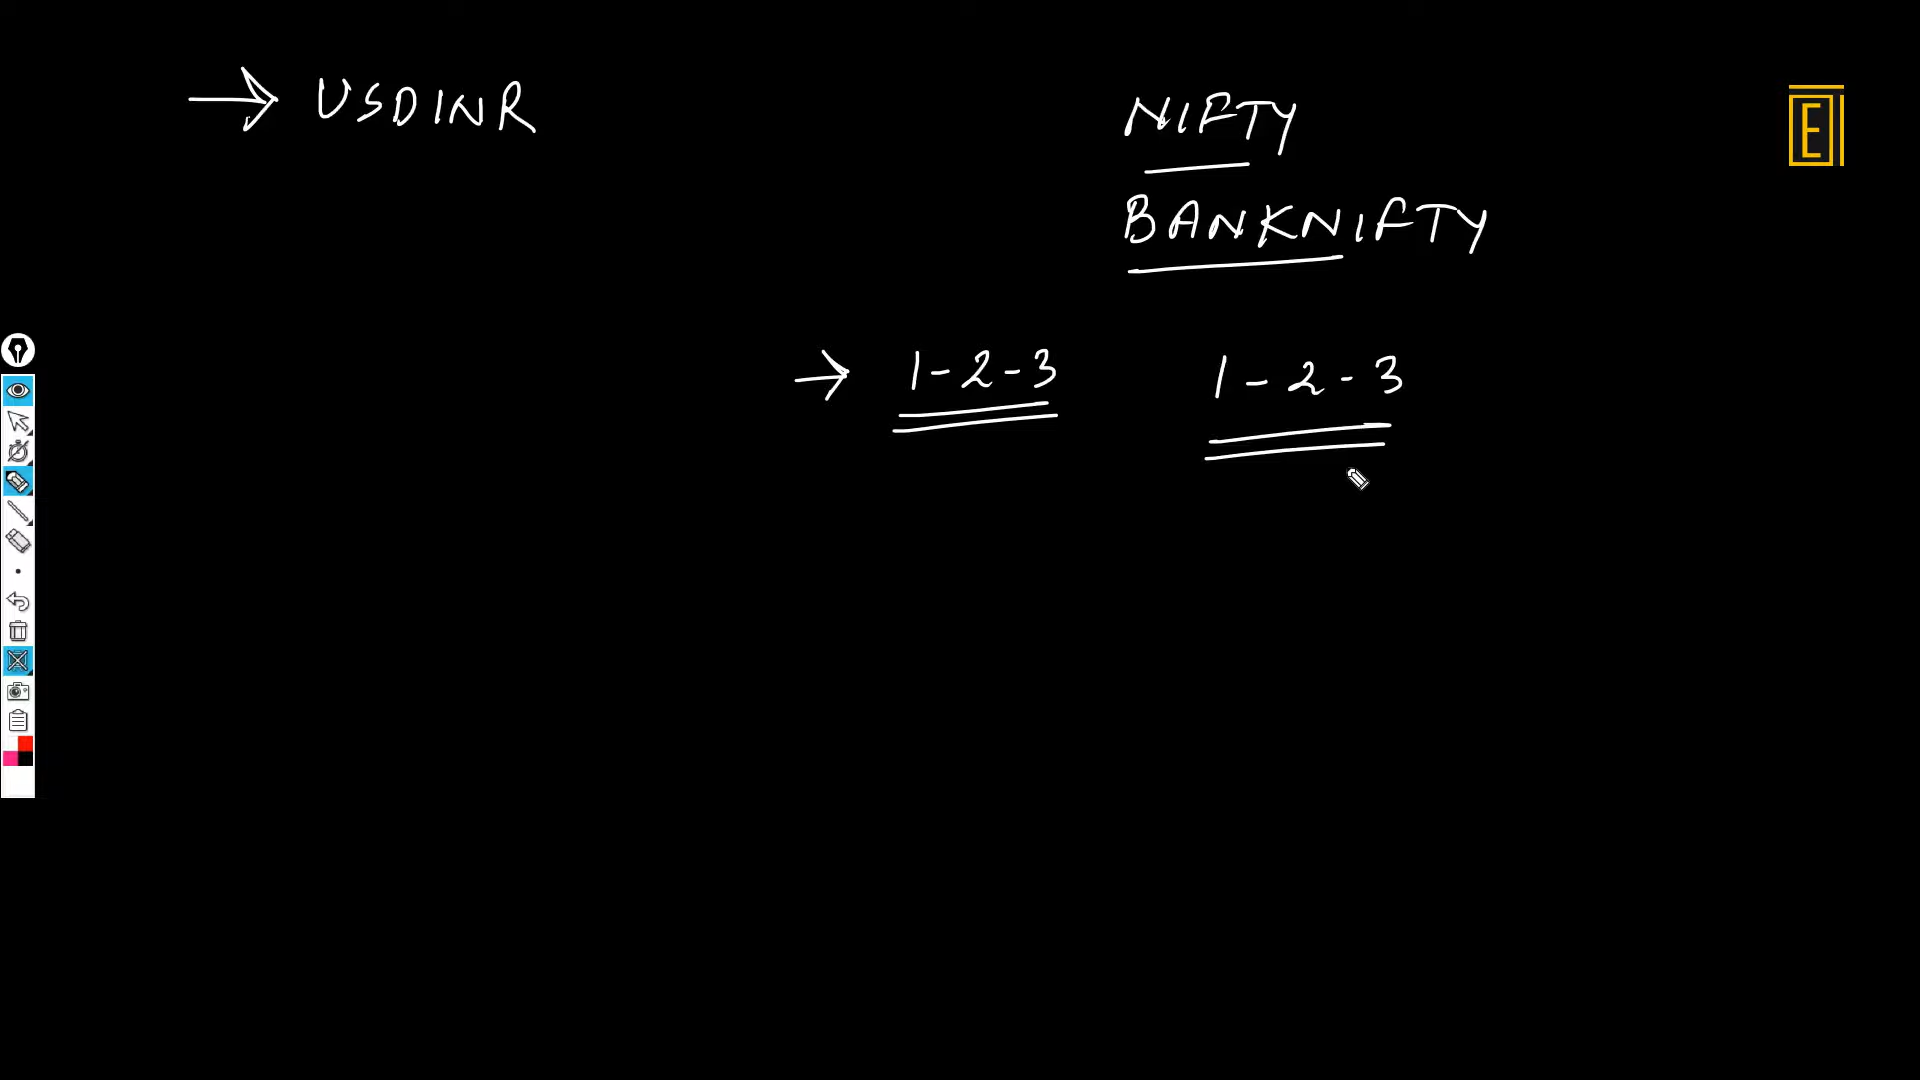 → USDINR
NIFTY
BANKNIFTY
→ 1-2-3 1-2-3
E